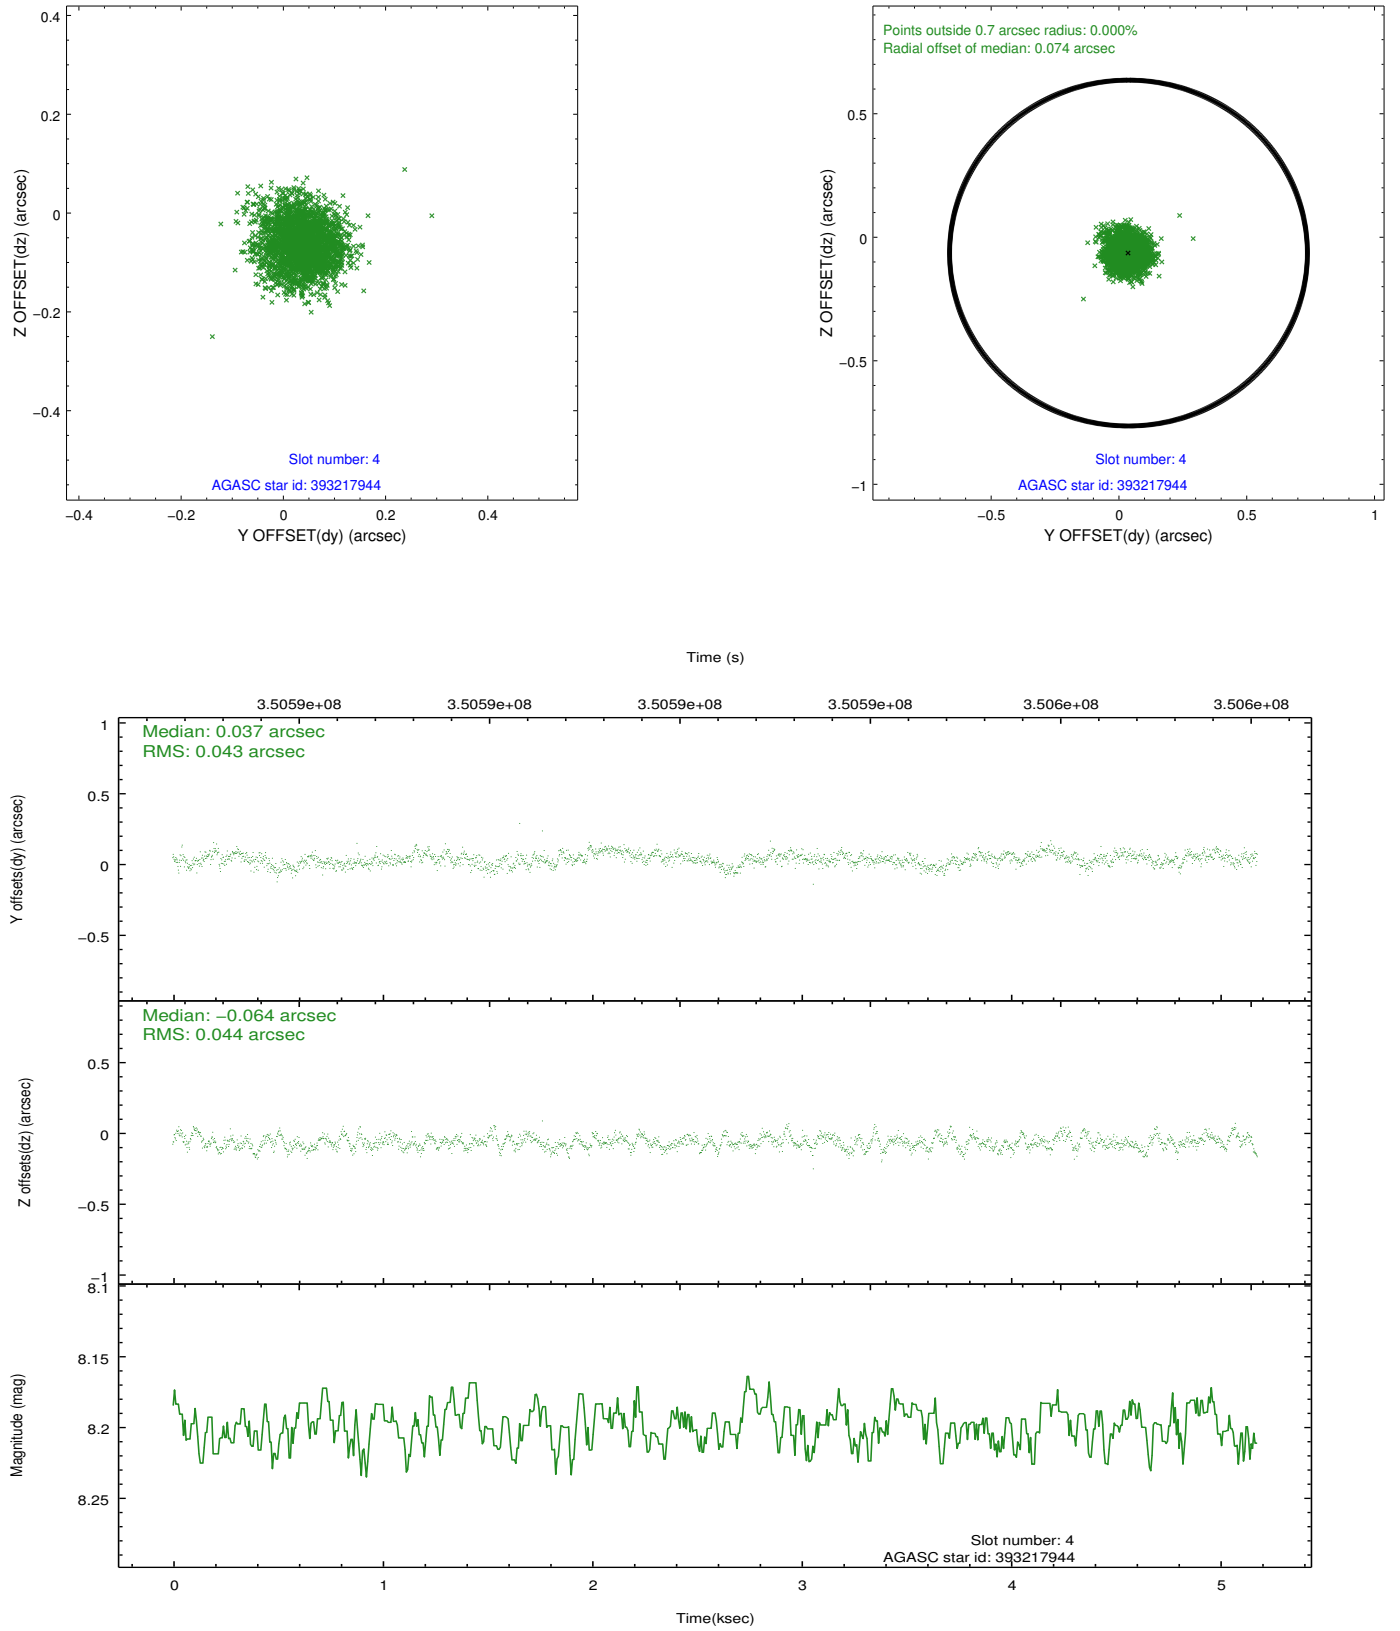 0.4
0.2
0
−0.2
−0.4
Z OFFSET(dz) (arcsec)
Slot number: 4
AGASC star id: 393217944
−0.4 −0.2 0 0.2 0.4
Y OFFSET(dy) (arcsec)
Points outside 0.7 arcsec radius: 0.000%
Radial offset of median: 0.074 arcsec
0.5
0
−0.5
−1
Z OFFSET(dz) (arcsec)
Slot number: 4
AGASC star id: 393217944
−0.5 0 0.5 1
Y OFFSET(dy) (arcsec)
Time (s)
3.5059e+08 3.5059e+08 3.5059e+08 3.5059e+08 3.506e+08 3.506e+08
Median: 0.037 arcsec
RMS: 0.043 arcsec
1
0.5
0
−0.5
Y offsets(dy) (arcsec)
Median: −0.064 arcsec
RMS: 0.044 arcsec
0.5
0
−0.5
−1
Z offsets(dz) (arcsec)
8.1
8.15
8.2
8.25
Magnitude (mag)
Slot number: 4
AGASC star id: 393217944
0 1 2 3 4 5
Time(ksec)